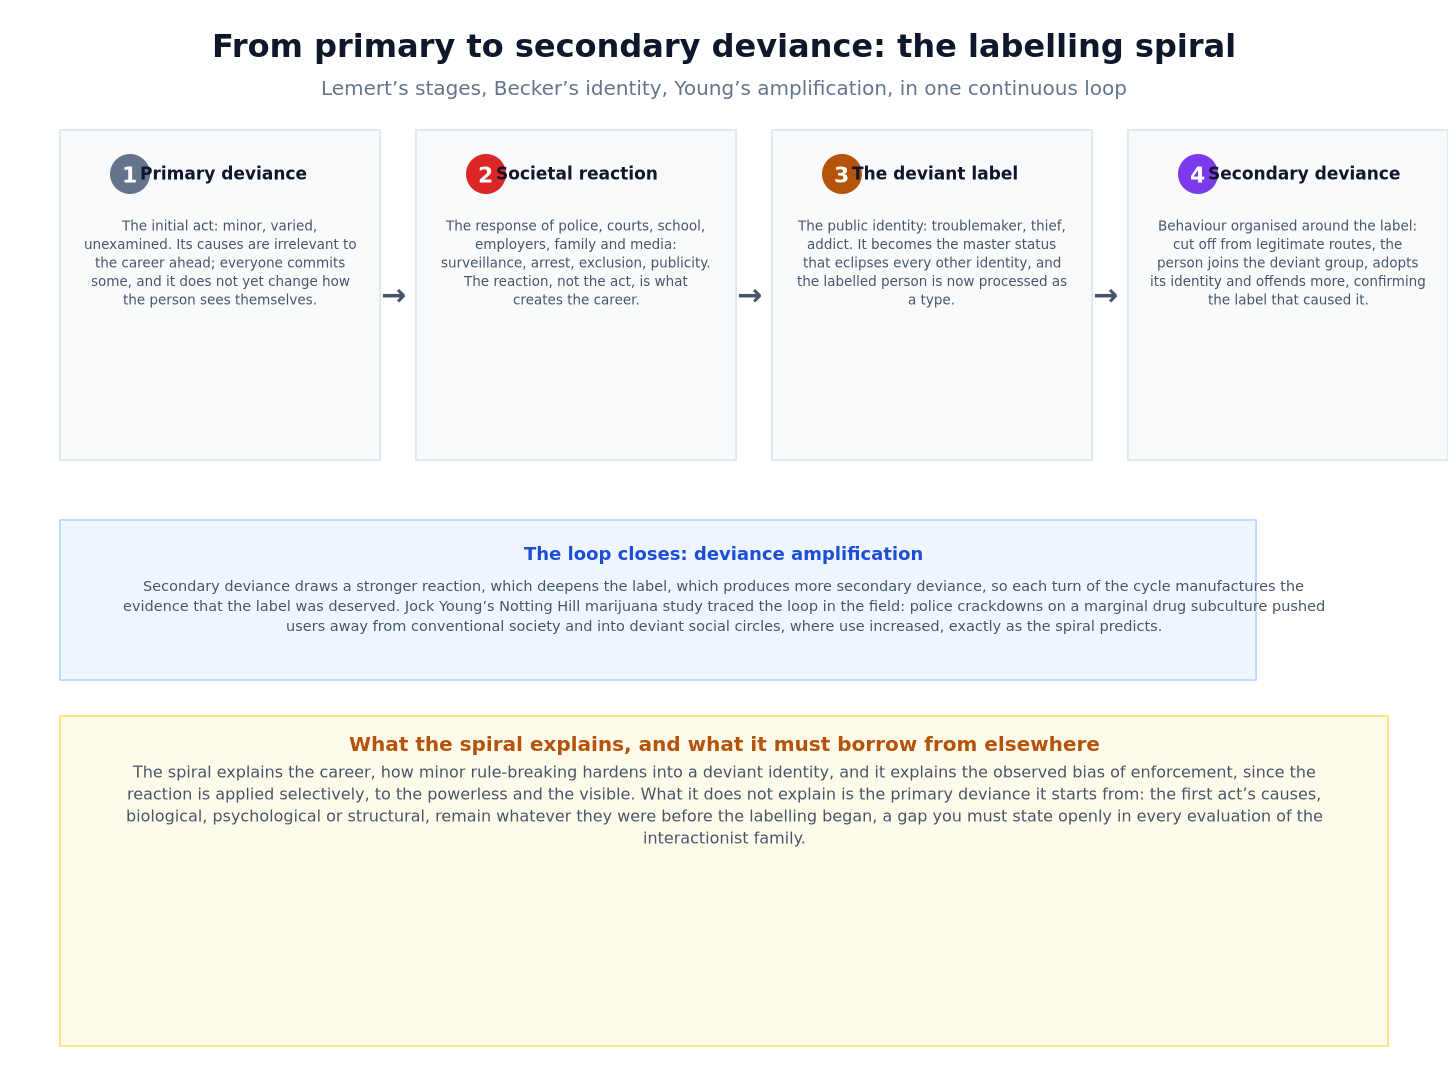 From primary to secondary deviance: the labelling spiral
Lemert’s stages, Becker’s identity, Young’s amplification, in one continuous loop
1 Primary deviance
The initial act: minor, varied,
unexamined. Its causes are irrelevant to
the career ahead; everyone commits
some, and it does not yet change how
the person sees themselves.
→
2 Societal reaction
The response of police, courts, school,
employers, family and media:
surveillance, arrest, exclusion, publicity.
The reaction, not the act, is what
creates the career.
→
3 The deviant label
The public identity: troublemaker, thief,
addict. It becomes the master status
that eclipses every other identity, and
the labelled person is now processed as
a type.
→
4 Secondary deviance
Behaviour organised around the label:
cut off from legitimate routes, the
person joins the deviant group, adopts
its identity and offends more, confirming
the label that caused it.
The loop closes: deviance amplification
Secondary deviance draws a stronger reaction, which deepens the label, which produces more secondary deviance, so each turn of the cycle manufactures the
evidence that the label was deserved. Jock Young’s Notting Hill marijuana study traced the loop in the field: police crackdowns on a marginal drug subculture pushed
users away from conventional society and into deviant social circles, where use increased, exactly as the spiral predicts.
What the spiral explains, and what it must borrow from elsewhere
The spiral explains the career, how minor rule-breaking hardens into a deviant identity, and it explains the observed bias of enforcement, since the
reaction is applied selectively, to the powerless and the visible. What it does not explain is the primary deviance it starts from: the first act’s causes,
biological, psychological or structural, remain whatever they were before the labelling began, a gap you must state openly in every evaluation of the
interactionist family.